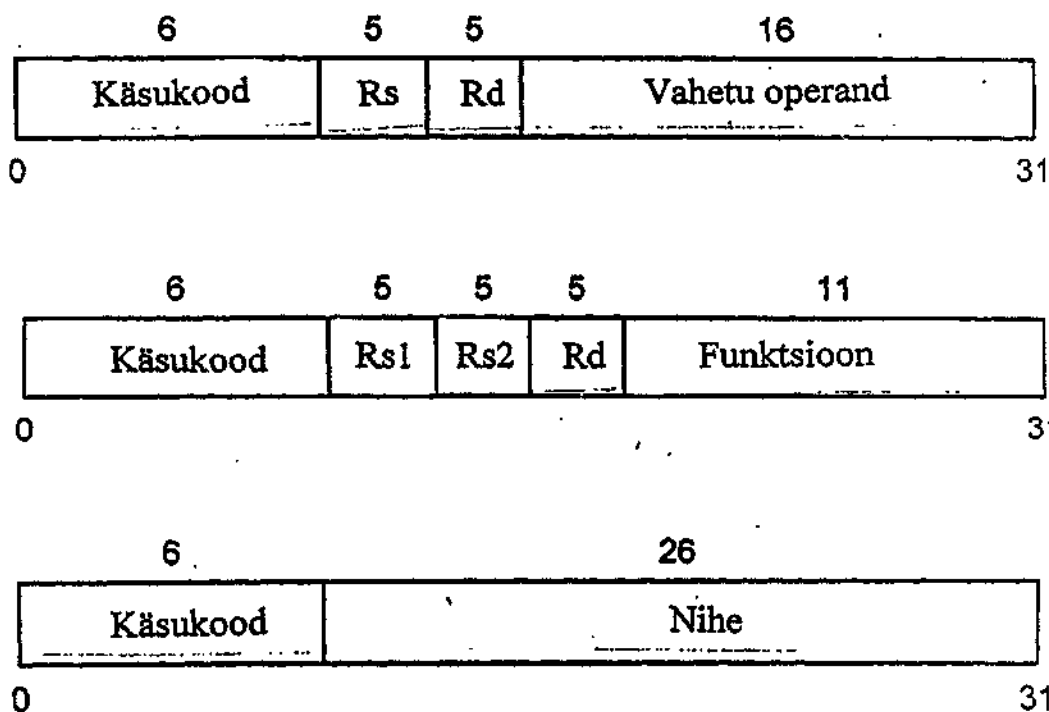 6 5 5 16
Käsukood Rs Rd Vahetu operand
0 31
6 5 5 5 11
Käsukood Rs1 Rs2 Rd Funktsioon
0 31
6 26
Käsukood Nihe
0 31